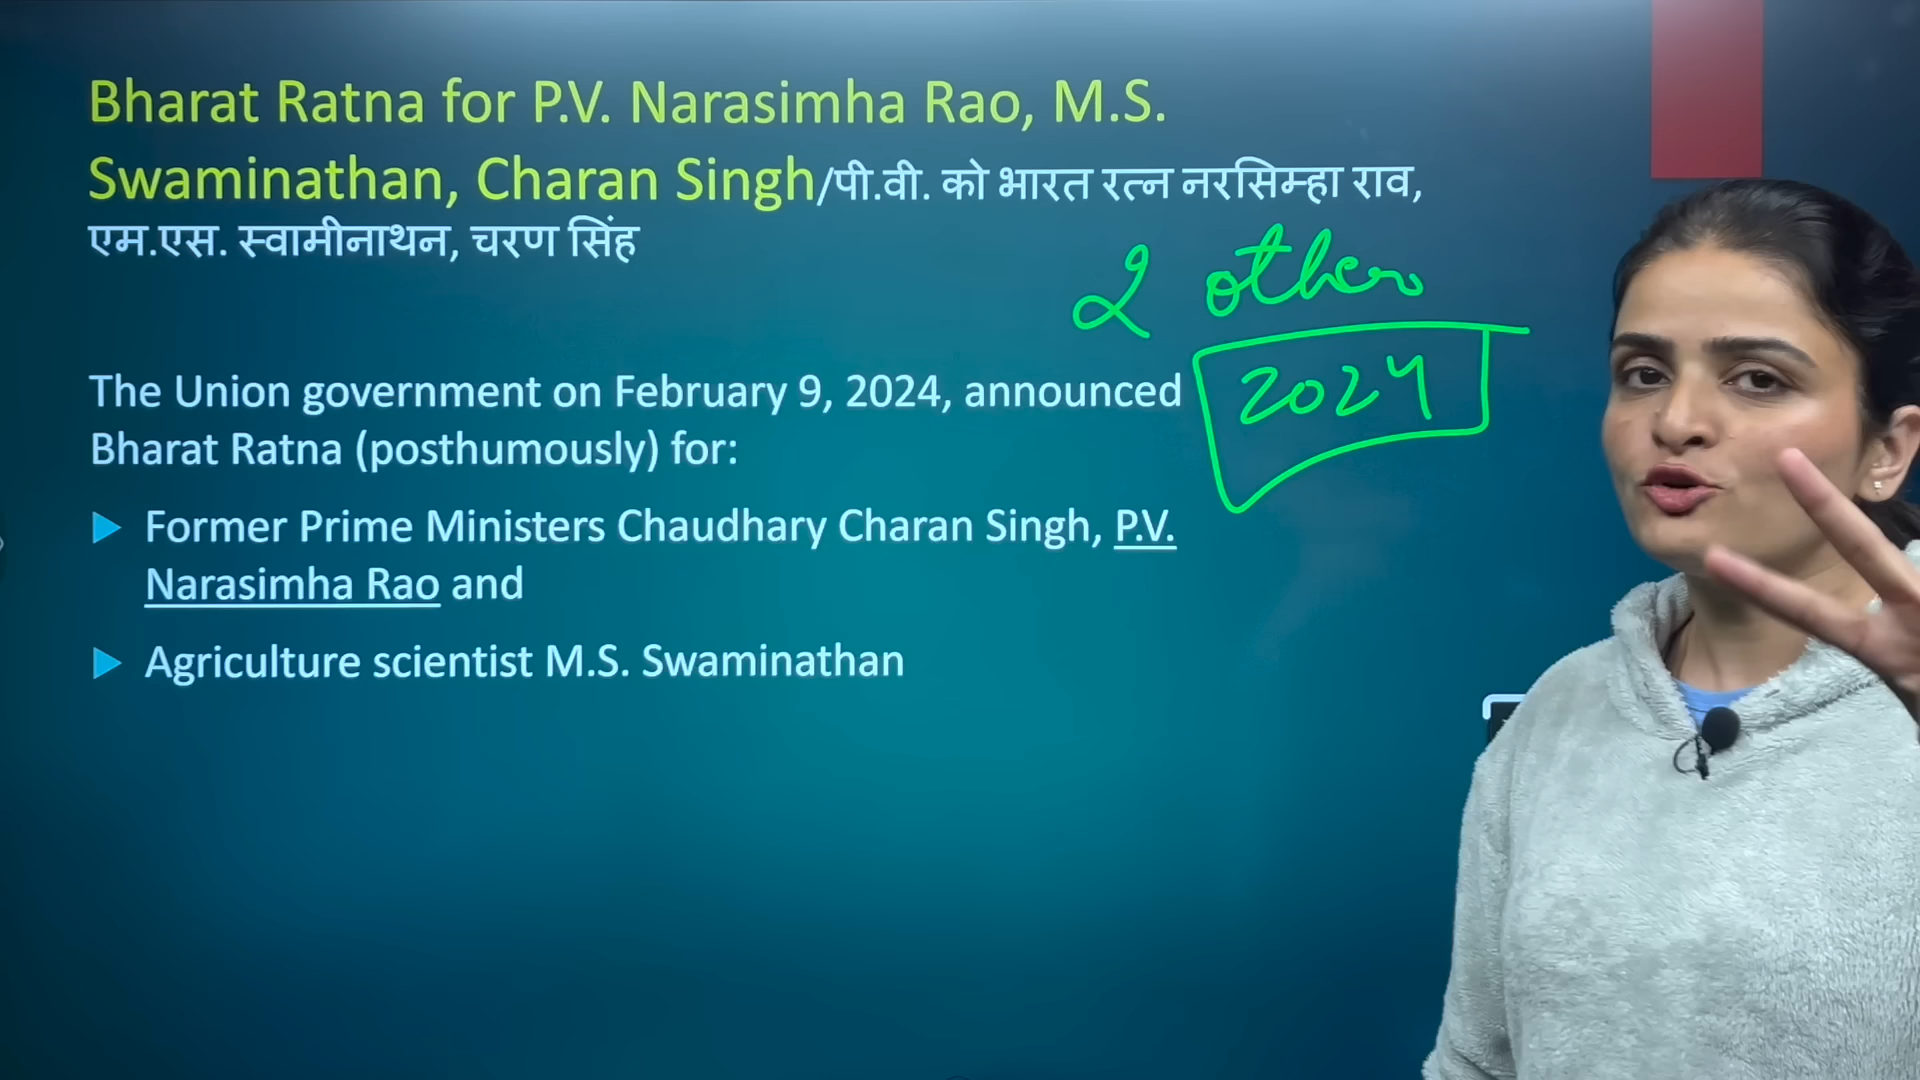 Bharat Ratna for P.V. Narasimha Rao, M.S.
Swaminathan, Charan Singh/पी.वी. को भारत रत्न नरसिम्हा राव,
एम.एस. स्वामीनाथन, चरण सिंह
2 other
2024
The Union government on February 9, 2024, announced
Bharat Ratna (posthumously) for:
Former Prime Ministers Chaudhary Charan Singh, P.V.
Narasimha Rao and
Agriculture scientist M.S. Swaminathan